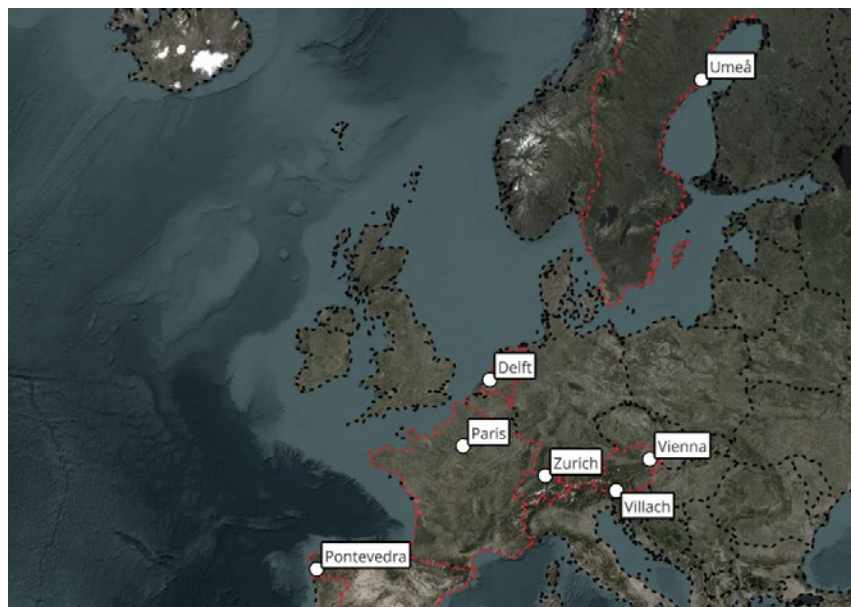 Umeå
Delft
Paris
Vienna
Zurich
Villach
Pontevedra